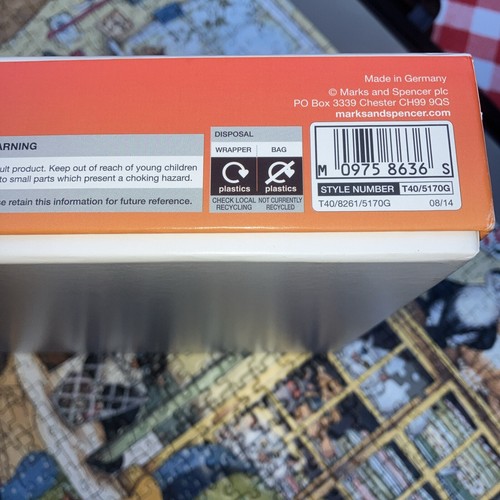 Made in Germany
© Marks and Spencer plc
PO Box 3339 Chester CH99 9QS
marksandspencer.com
ARNING
ult product. Keep out of reach of young children
to small parts which present a choking hazard.
e retain this information for future reference.
DISPOSAL
WRAPPER BAG
plastics plastics
CHECK LOCAL RECYCLING NOT CURRENTLY RECYCLED
M 0975 8636 S
STYLE NUMBER T40/5170G
T40/8261/5170G 08/14